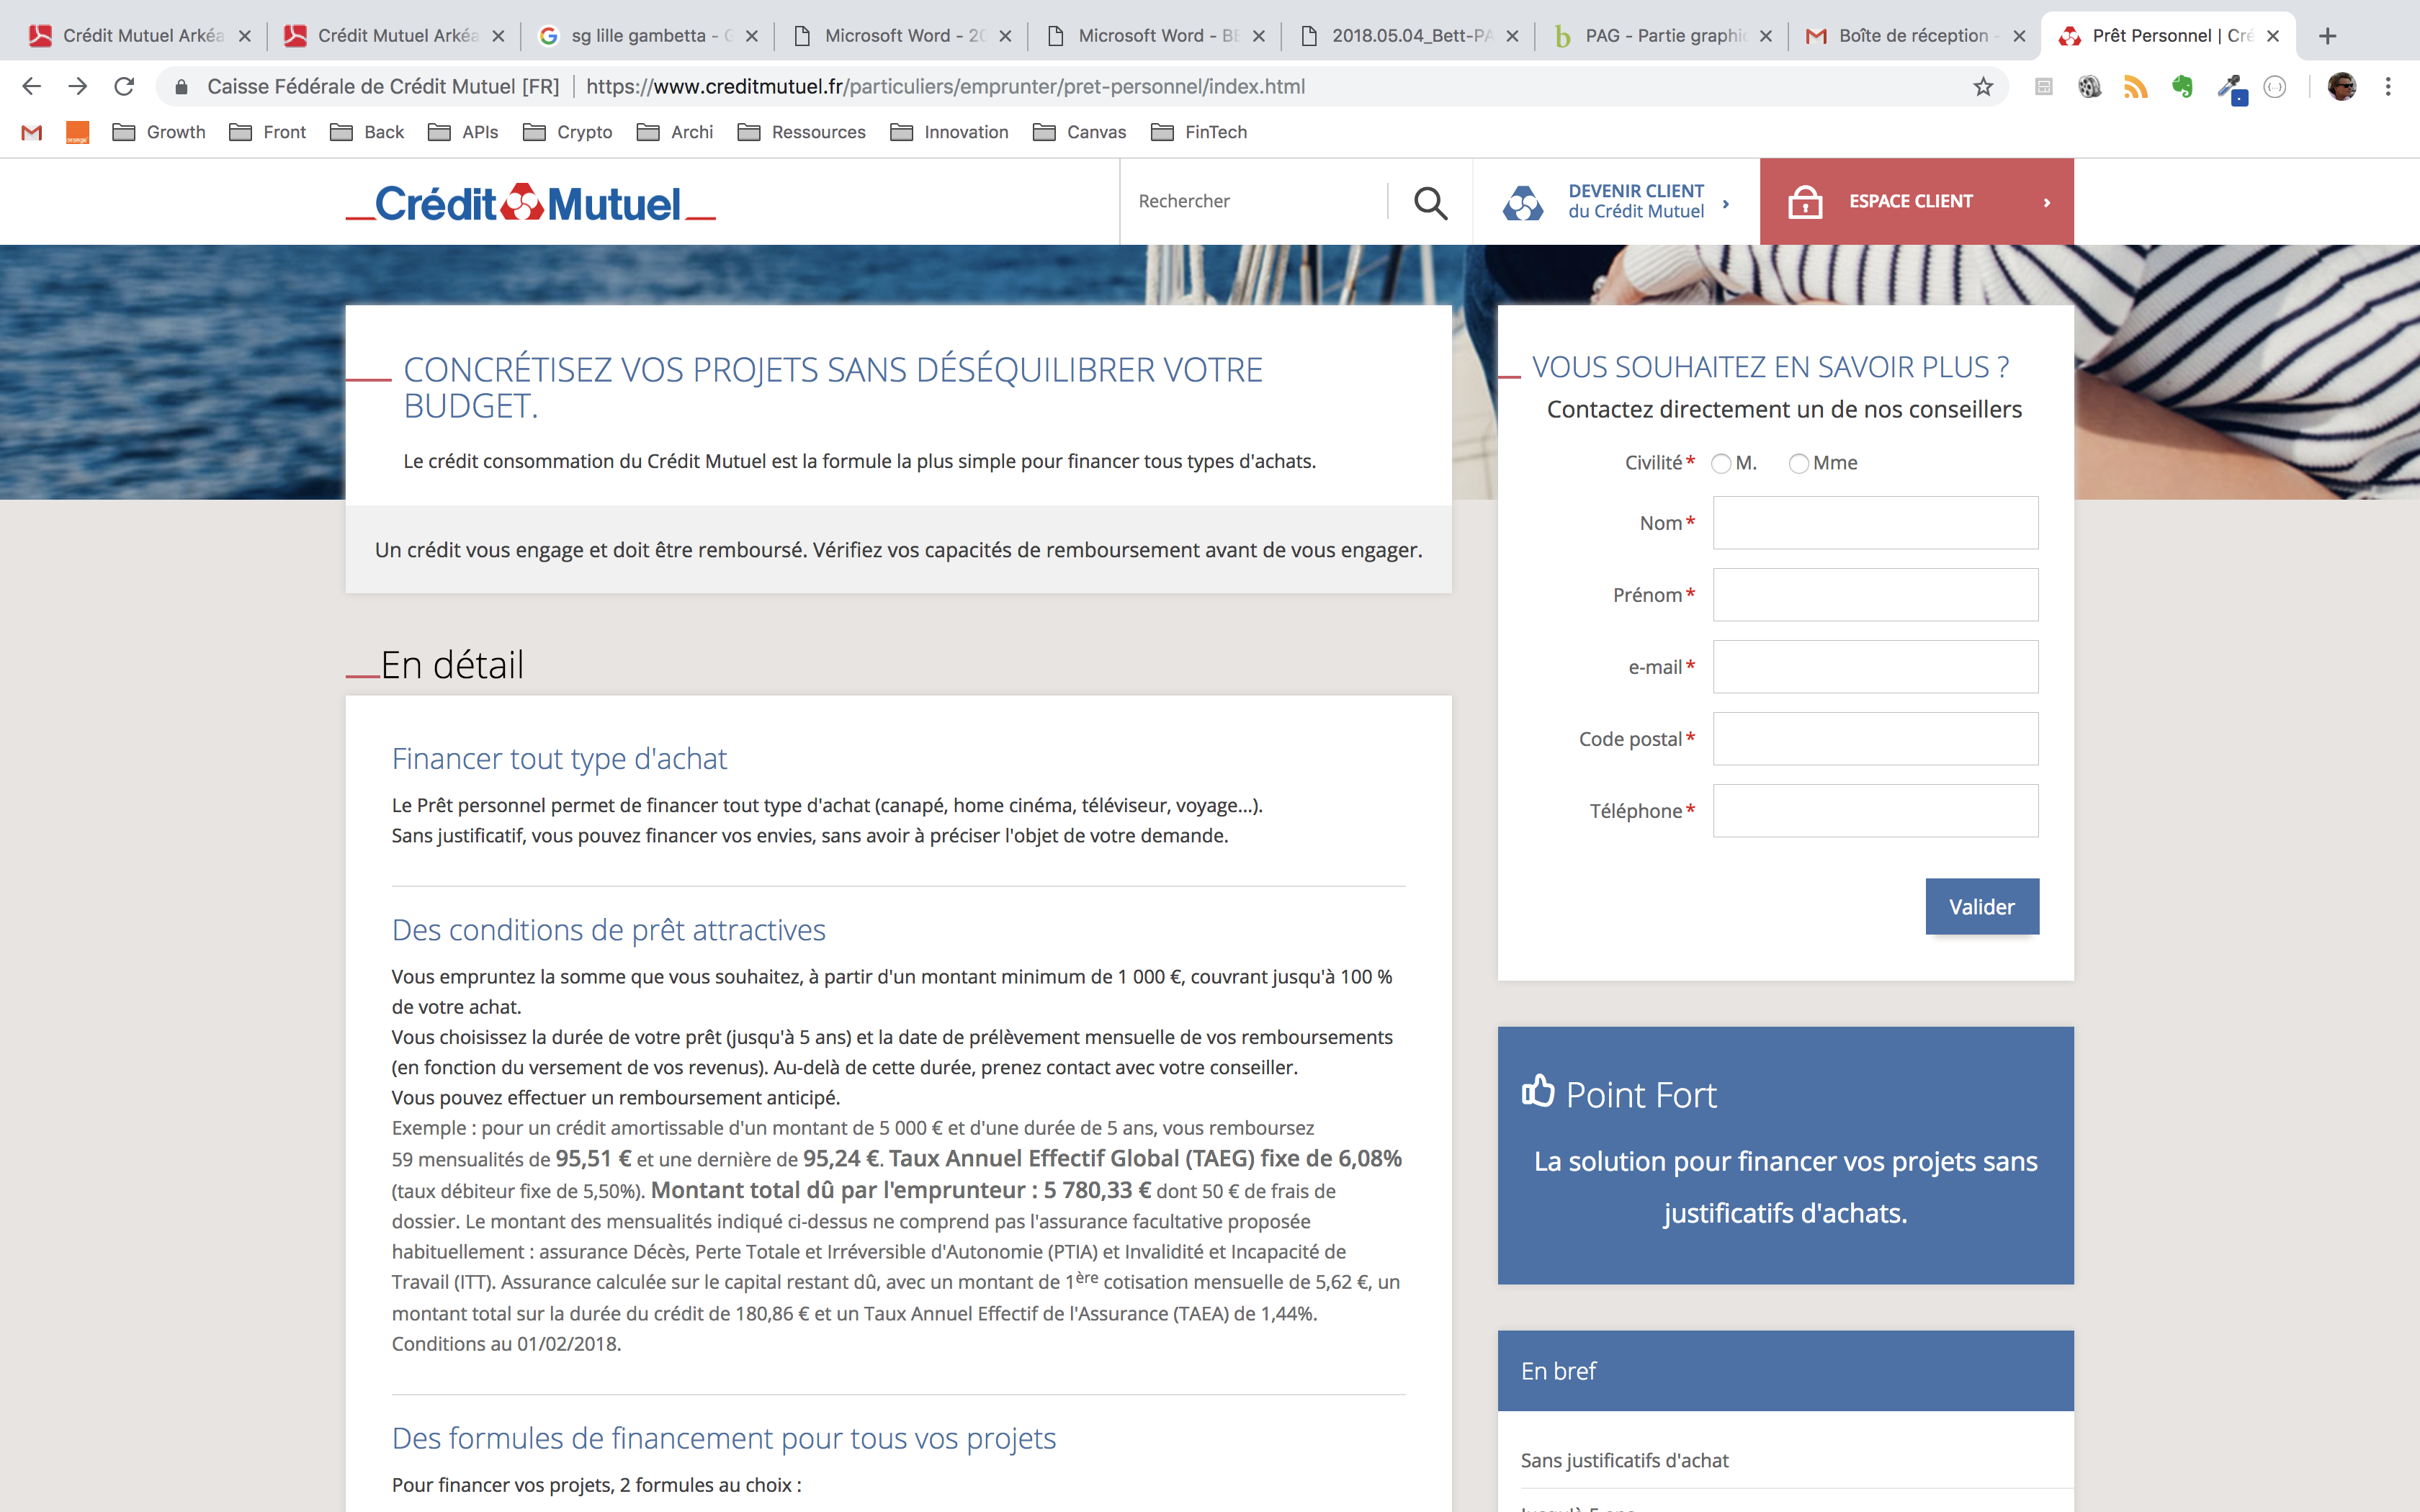 Crédit Mutuel Arkéa
Crédit Mutuel Arkéa
sg lille gambetta - G
Microsoft Word - 20
Microsoft Word - BE
2018.05.04_Bett-PA
PAG - Partie graphi
Boîte de réception -
Prêt Personnel | Cré
Caisse Fédérale de Crédit Mutuel [FR]
https://www.creditmutuel.fr/particuliers/emprunter/pret-personnel/index.html
Growth
Front
Back
APIs
Crypto
Archi
Ressources
Innovation
Canvas
FinTech
Crédit Mutuel
Rechercher
DEVENIR CLIENT
du Crédit Mutuel
ESPACE CLIENT
CONCRÉTISEZ VOS PROJETS SANS DÉSÉQUILIBRER VOTRE
BUDGET.
Le crédit consommation du Crédit Mutuel est la formule la plus simple pour financer tous types d'achats.
Un crédit vous engage et doit être remboursé. Vérifiez vos capacités de remboursement avant de vous engager.
En détail
Financer tout type d'achat
Le Prêt personnel permet de financer tout type d'achat (canapé, home cinéma, téléviseur, voyage...).
Sans justificatif, vous pouvez financer vos envies, sans avoir à préciser l'objet de votre demande.
Des conditions de prêt attractives
Vous empruntez la somme que vous souhaitez, à partir d'un montant minimum de 1 000 €, couvrant jusqu'à 100 %
de votre achat.
Vous choisissez la durée de votre prêt (jusqu'à 5 ans) et la date de prélèvement mensuelle de vos remboursements
(en fonction du versement de vos revenus). Au-delà de cette durée, prenez contact avec votre conseiller.
Vous pouvez effectuer un remboursement anticipé.
Exemple : pour un crédit amortissable d'un montant de 5 000 € et d'une durée de 5 ans, vous remboursez
59 mensualités de 95,51 € et une dernière de 95,24 €. Taux Annuel Effectif Global (TAEG) fixe de 6,08%
(taux débiteur fixe de 5,50%). Montant total dû par l'emprunteur : 5 780,33 € dont 50 € de frais de
dossier. Le montant des mensualités indiqué ci-dessus ne comprend pas l'assurance facultative proposée
habituellement : assurance Décès, Perte Totale et Irréversible d'Autonomie (PTIA) et Invalidité et Incapacité de
Travail (ITT). Assurance calculée sur le capital restant dû, avec un montant de 1ère cotisation mensuelle de 5,62 €, un
montant total sur la durée du crédit de 180,86 € et un Taux Annuel Effectif de l'Assurance (TAEA) de 1,44%.
Conditions au 01/02/2018.
Des formules de financement pour tous vos projets
Pour financer vos projets, 2 formules au choix :
VOUS SOUHAITEZ EN SAVOIR PLUS ?
Contactez directement un de nos conseillers
Civilité* M. Mme
Nom*
Prénom*
e-mail*
Code postal*
Téléphone*
Valider
Point Fort
La solution pour financer vos projets sans
justificatifs d'achats.
En bref
Sans justificatifs d'achat